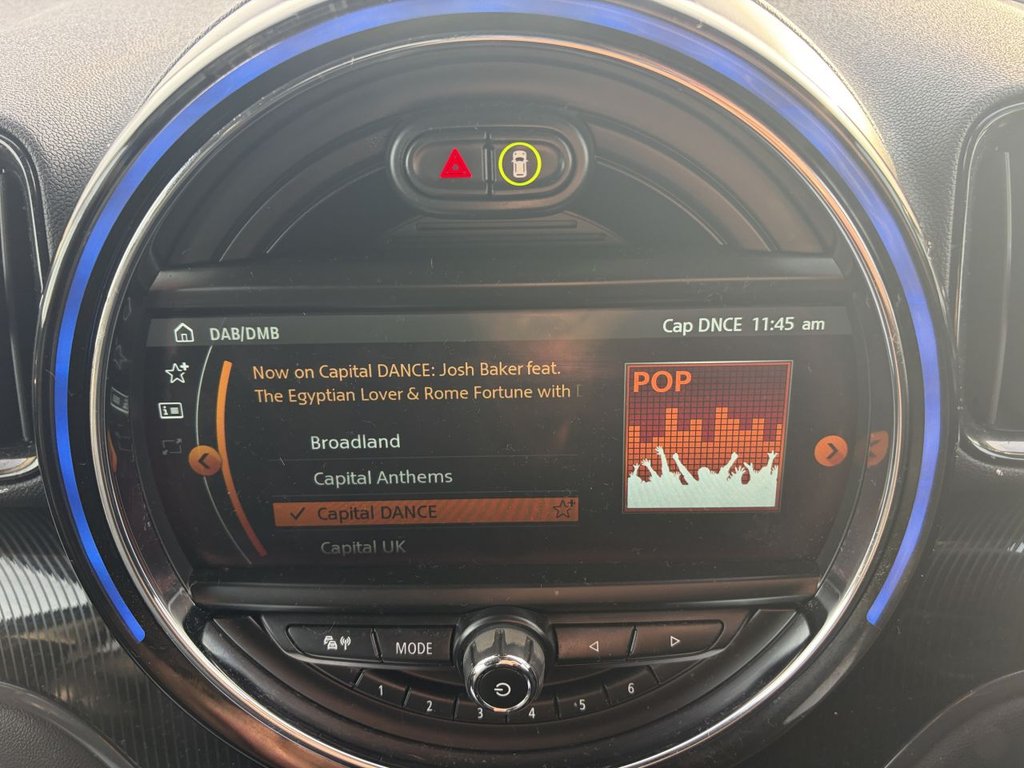 DAB/DMB
Cap DNCE 11:45 am
Now on Capital DANCE: Josh Baker feat.
The Egyptian Lover & Rome Fortune with
POP
Broadland
Capital Anthems
Capital DANCE
Capital UK
MODE
1
2
3
4
5
6